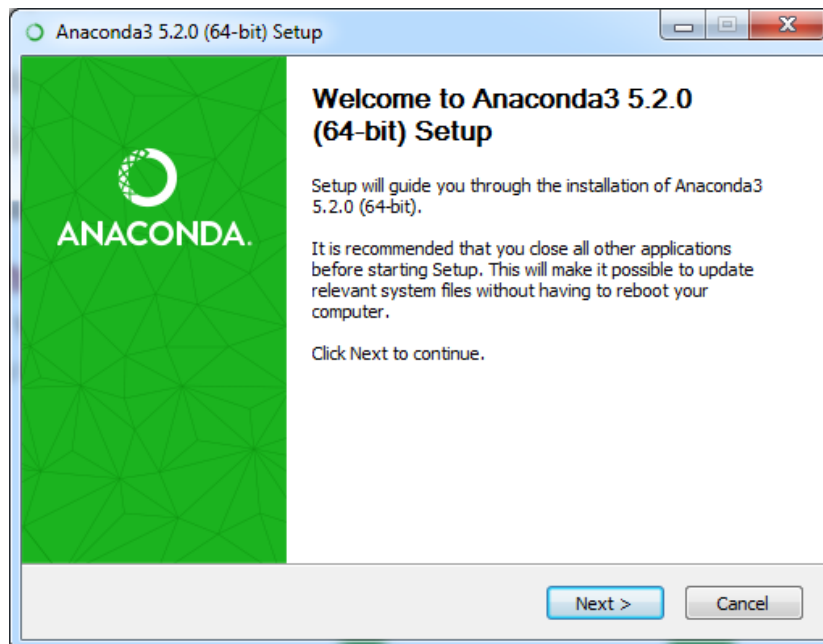 Anaconda3 5.2.0 (64-bit) Setup
ANACONDA.
Welcome to Anaconda3 5.2.0
(64-bit) Setup
Setup will guide you through the installation of Anaconda3
5.2.0 (64-bit).
It is recommended that you close all other applications
before starting Setup. This will make it possible to update
relevant system files without having to reboot your
computer.
Click Next to continue.
Next >
Cancel